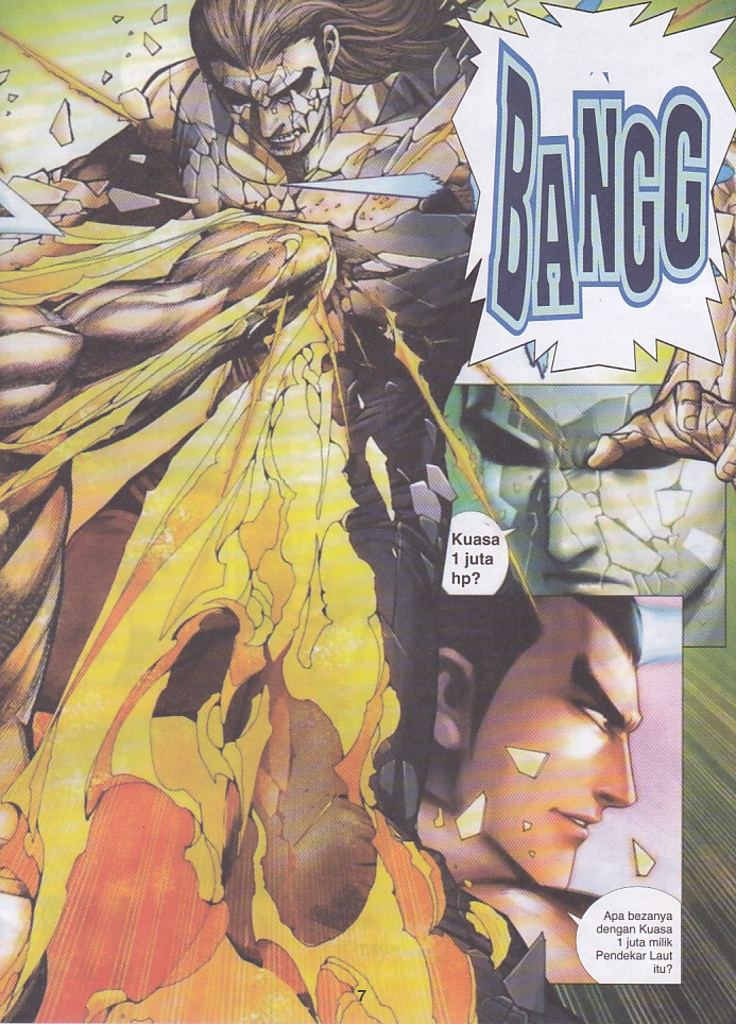 BANGG
Kuasa
1 juta
hp?
Apa bezanya
dengan Kuasa
1 juta milik
Pendekar Laut
itu?
7